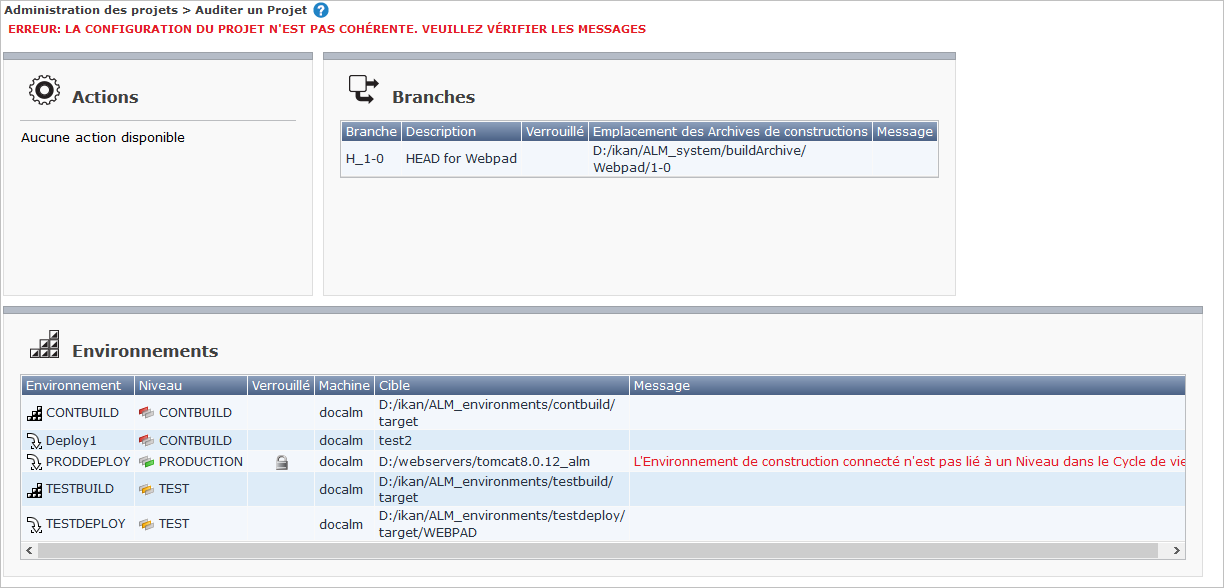 Administration des projets > Auditer un Projet ?
ERREUR: LA CONFIGURATION DU PROJET N'EST PAS COHÉRENTE. VEUILLEZ VÉRIFIER LES MESSAGES
Actions
Aucune action disponible
Branches
Branche Description Verrouillé Emplacement des Archives de constructions Message
H_1-0 HEAD for Webpad D:/ikan/ALM_system/buildArchive/
Webpad/1-0
Environnements
Environnement Niveau Verrouillé Machine Cible Message
CONTBUILD CONTBUILD docalm D:/ikan/ALM_environments/contbuild/
target
Deploy1 CONTBUILD docalm test2
PRODDEPLOY PRODUCTION docalm D:/webservers/tomcat8.0.12_alm L'Environnement de construction connecté n'est pas lié à un Niveau dans le Cycle de vie
TESTBUILD TEST docalm D:/ikan/ALM_environments/testbuild/
target
TESTDEPLOY TEST docalm D:/ikan/ALM_environments/testdeploy/
target/WEBPAD